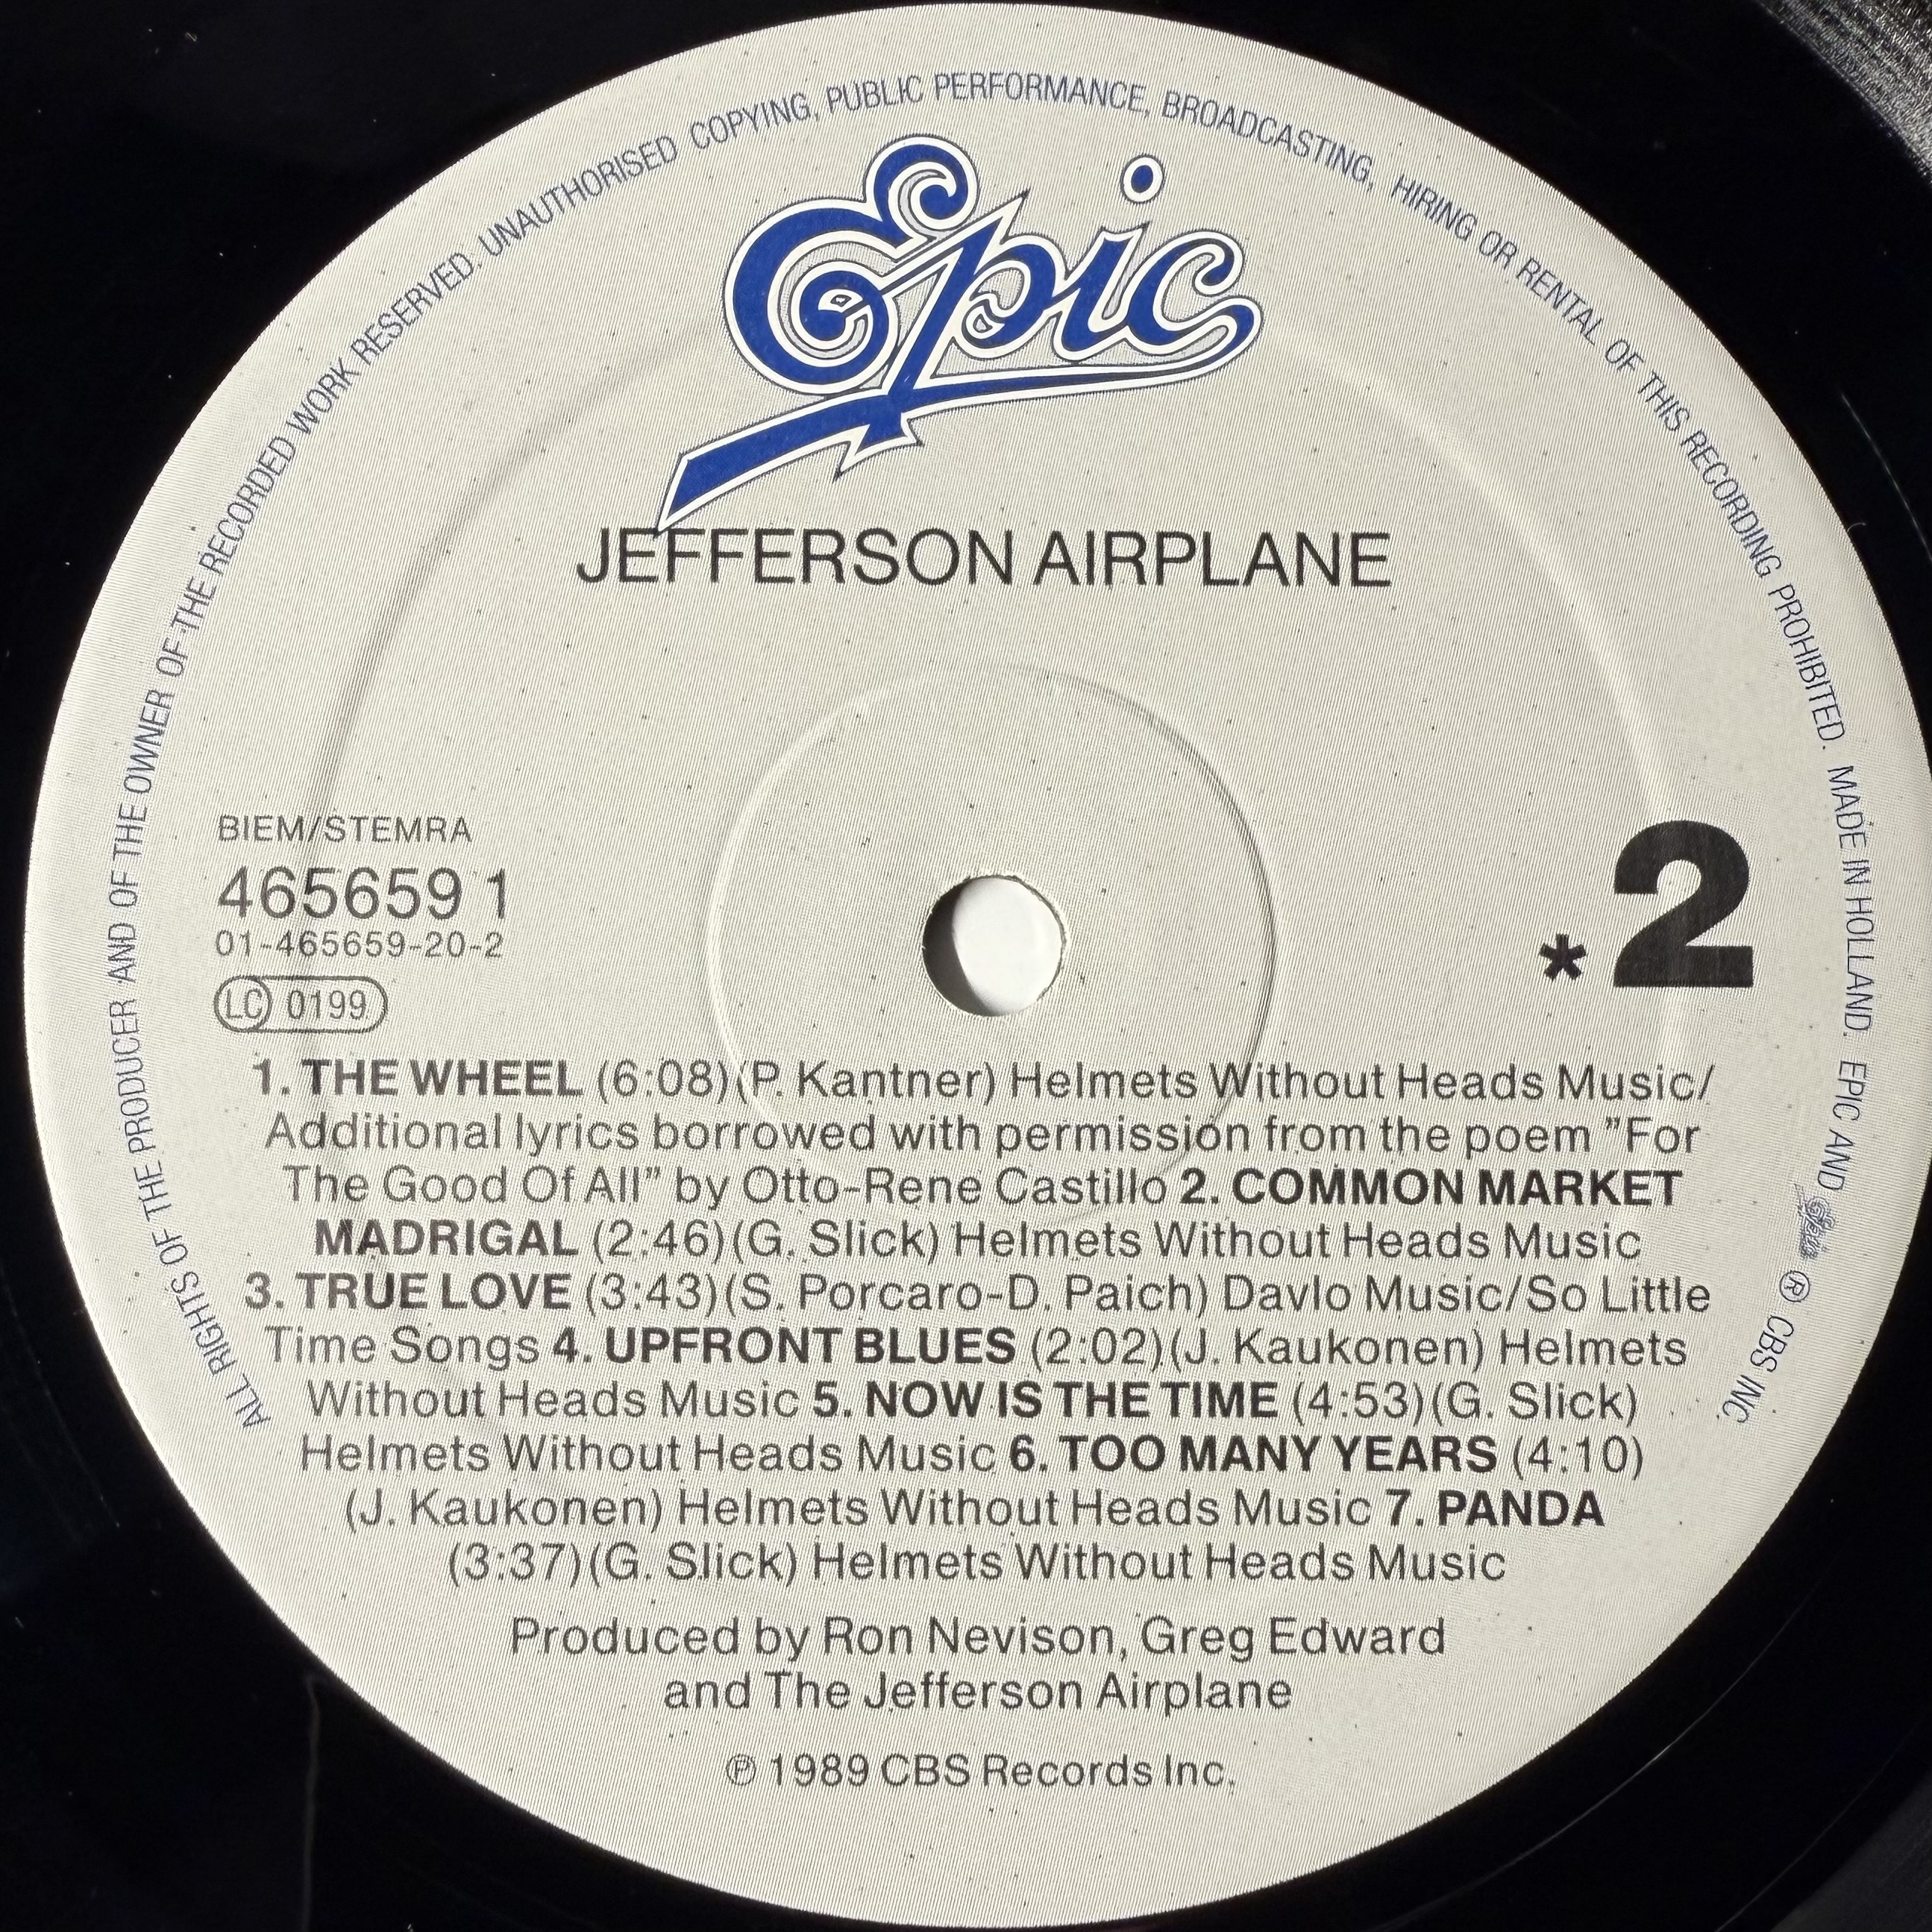 ALL RIGHTS OF THE PRODUCER AND OF THE OWNER OF THE RECORDED WORK RESERVED. UNAUTHORISED COPYING, PUBLIC PERFORMANCE, BROADCASTING, HIRING OR RENTAL OF THIS RECORDING PROHIBITED. MADE IN HOLLAND. EPIC AND Epic ® CBS INC.
Epic
JEFFERSON AIRPLANE
BIEM/STEMRA
465659 1
01-465659-20-2
LC 0199
*2
1. THE WHEEL (6:08)(P. Kantner) Helmets Without Heads Music/
Additional lyrics borrowed with permission from the poem ”For
The Good Of All” by Otto-Rene Castillo 2. COMMON MARKET
MADRIGAL (2:46)(G. Slick) Helmets Without Heads Music
3. TRUE LOVE (3:43)(S. Porcaro-D. Paich) Davlo Music/So Little
Time Songs 4. UPFRONT BLUES (2:02)(J. Kaukonen) Helmets
Without Heads Music 5. NOW IS THE TIME (4:53)(G. Slick)
Helmets Without Heads Music 6. TOO MANY YEARS (4:10)
(J. Kaukonen) Helmets Without Heads Music 7. PANDA
(3:37)(G. Slick) Helmets Without Heads Music
Produced by Ron Nevison, Greg Edward
and The Jefferson Airplane
℗ 1989 CBS Records Inc.